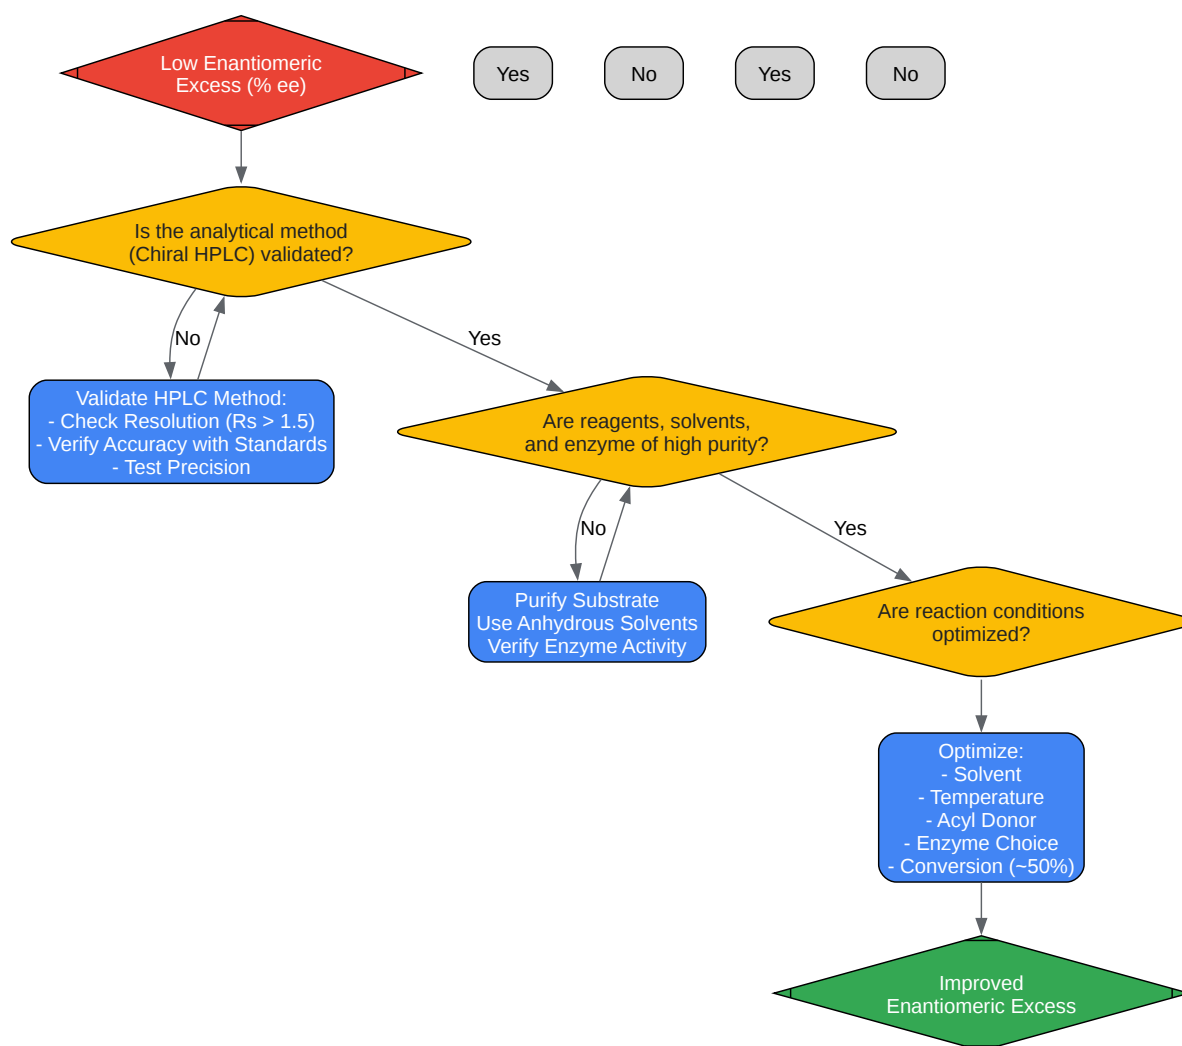 Low Enantiomeric
Excess (% ee)
Yes
No
Yes
No
Is the analytical method
(Chiral HPLC) validated?
No
Yes
Validate HPLC Method:
- Check Resolution (Rs > 1.5)
- Verify Accuracy with Standards
- Test Precision
Are reagents, solvents,
and enzyme of high purity?
No
Yes
Purify Substrate
Use Anhydrous Solvents
Verify Enzyme Activity
Are reaction conditions
optimized?
Optimize:
- Solvent
- Temperature
- Acyl Donor
- Enzyme Choice
- Conversion (~50%)
Improved
Enantiomeric Excess